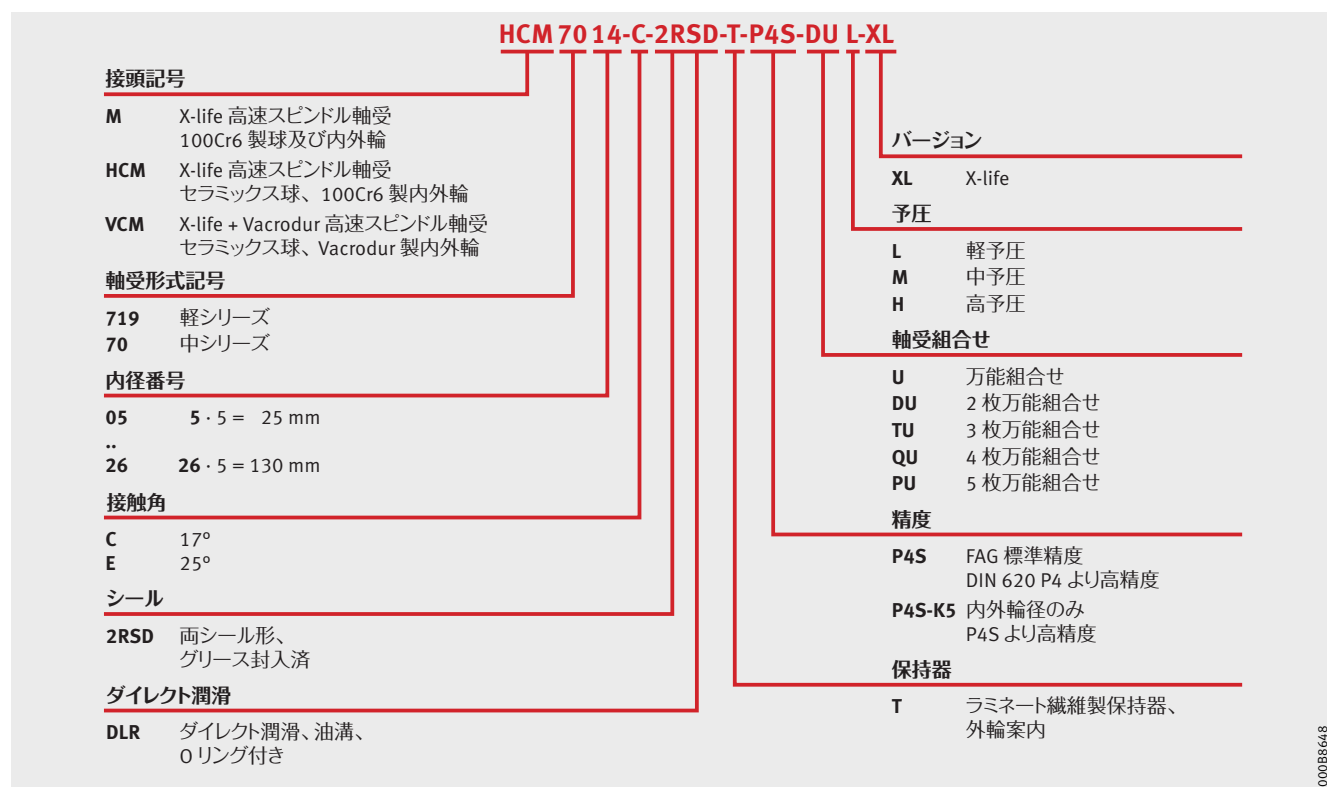 HCM 70 14-C-2RSD-T-P4S-DU L-XL
接頭記号
M X-life 高速スピンドル軸受
100Cr6 製球及び内外輪
HCM X-life 高速スピンドル軸受
セラミックス球、100Cr6 製内外輪
VCM X-life + Vacrodur 高速スピンドル軸受
セラミックス球、Vacrodur 製内外輪
軸受形式記号
719 軽シリーズ
70 中シリーズ
内径番号
05 5 · 5 = 25 mm
..
26 26 · 5 = 130 mm
接触角
C 17º
E 25º
シール
2RSD 両シール形、
グリース封入済
ダイレクト潤滑
DLR ダイレクト潤滑、油溝、
O リング付き
バージョン
XL X-life
予圧
L 軽予圧
M 中予圧
H 高予圧
軸受組合せ
U 万能組合せ
DU 2 枚万能組合せ
TU 3 枚万能組合せ
QU 4 枚万能組合せ
PU 5 枚万能組合せ
精度
P4S FAG 標準精度
DIN 620 P4 より高精度
P4S-K5 内外輪径のみ
P4S より高精度
保持器
T ラミネート繊維製保持器、
外輪案内
000B8648